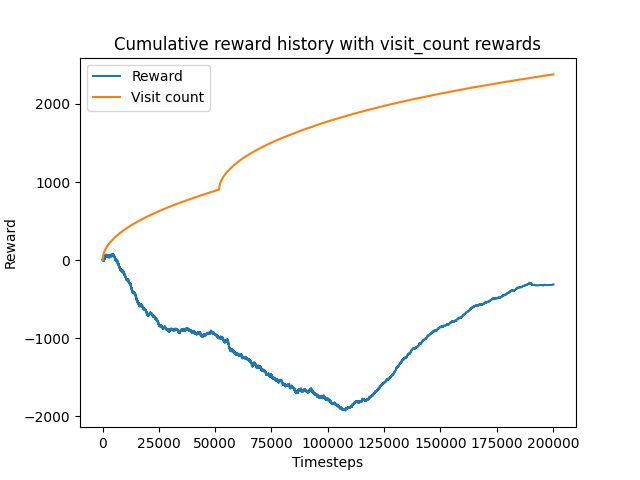 Cumulative reward history with visit_count rewards
Reward
Visit count
2000
1000
0
−1000
−2000
Reward
0 25000 50000 75000 100000 125000 150000 175000 200000
Timesteps